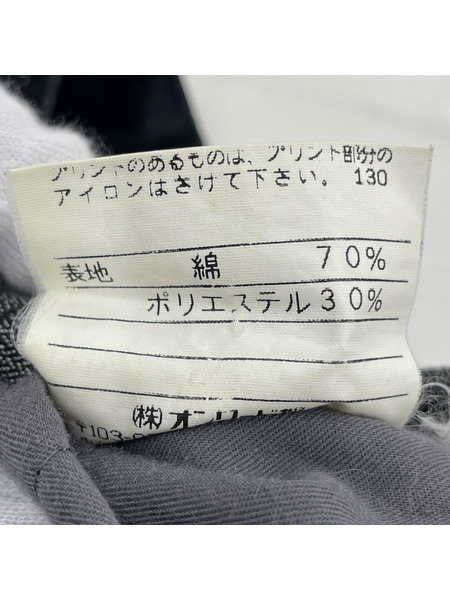 プリントのあるものは、プリント部分の
アイロンはさけて下さい。 130
表地 綿 70%
ポリエステル30%
(株)オン
〒103-